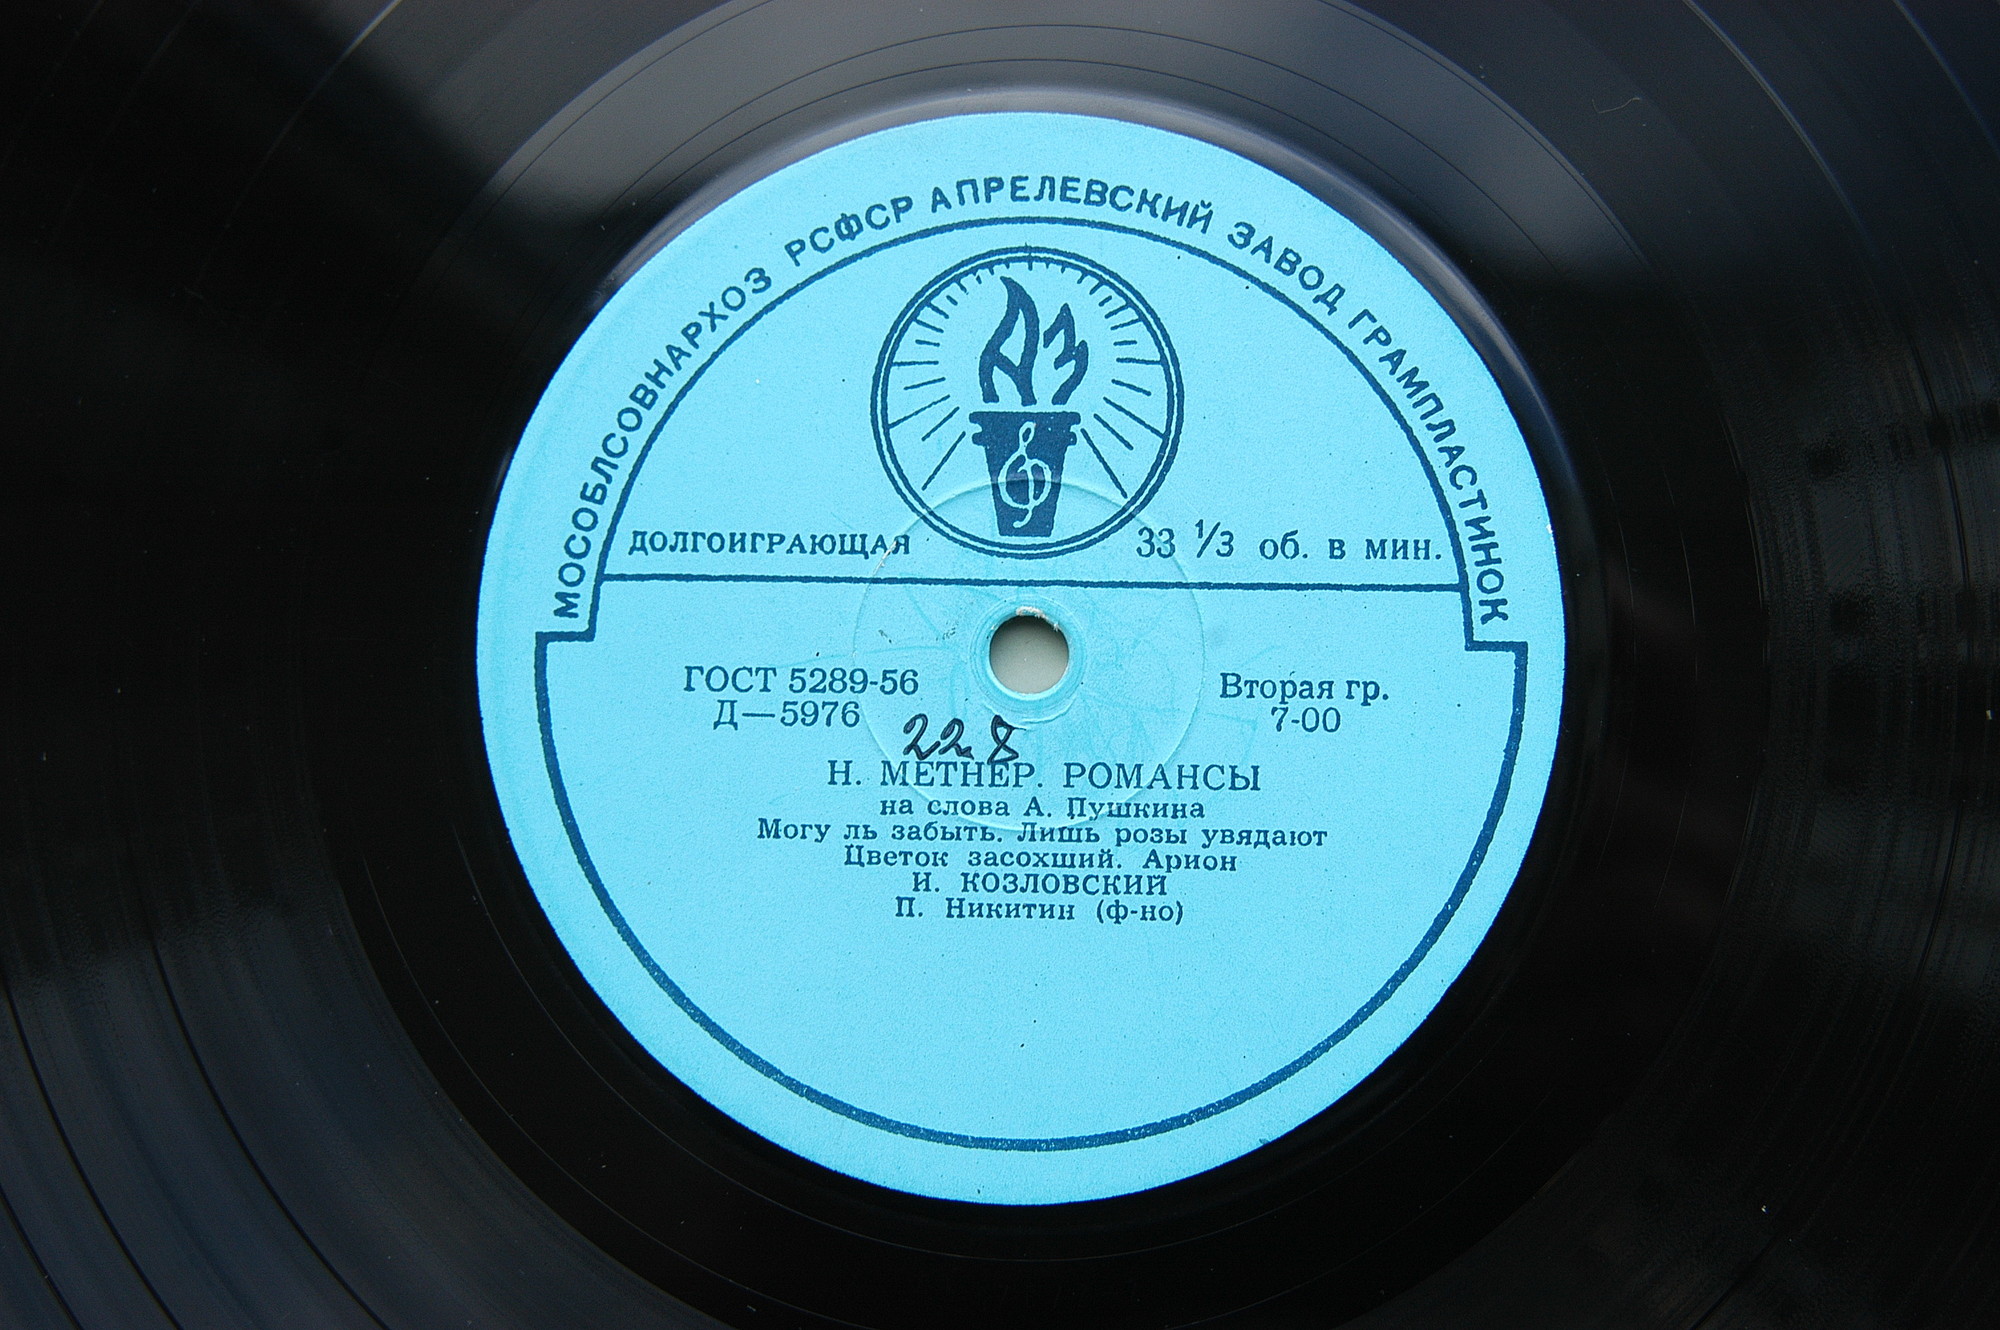 МОСОБЛСОВНАРХОЗ РСФСР АПРЕЛЕВСКИЙ ЗАВОД ГРАМПЛАСТИНОК
АЗ
ДОЛГОИГРАЮЩАЯ 33 1/3 об. в мин.
ГОСТ 5289-56 Вторая гр.
Д—5976 7-00
228
Н. МЕТНЕР. РОМАНСЫ
на слова А. Пушкина
Могу ль забыть. Лишь розы увядают
Цветок засохший. Арион
И. КОЗЛОВСКИЙ
П. Никитин (ф-но)